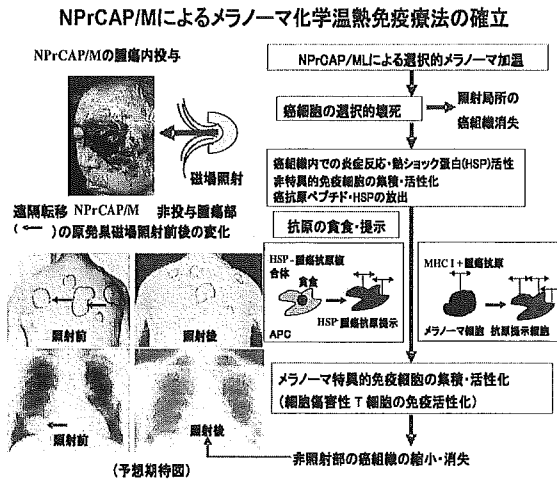 NPrCAP/Mによるメラノーマ化学温熱免疫療法の確立
NPrCAP/Mの腫瘍内投与
磁場照射
遠隔転移 NPrCAP/M 非投与腫瘍部
(←)の原発巣磁場照射前後の変化
照射前
照射後
照射前
照射後
(予想期待図)
NPrCAP/MLによる選択的メラノーマ加温
癌細胞の選択的壊死
照射局所の
癌組織消失
癌組織内での炎症反応・熱ショック蛋白(HSP)活性
非特異的免疫細胞の集積・活性化
癌抗原ペプチド・HSPの放出
抗原の貪食・提示
HSP-腫瘍抗原複
合体
貪食
HSP-腫瘍抗原提示
APC
MHC I+腫瘍抗原
メラノーマ細胞 抗原提示細胞
メラノーマ特異的免疫細胞の集積・活性化
(細胞傷害性 T 細胞の免疫活性化)
非照射部の癌組織の縮小・消失